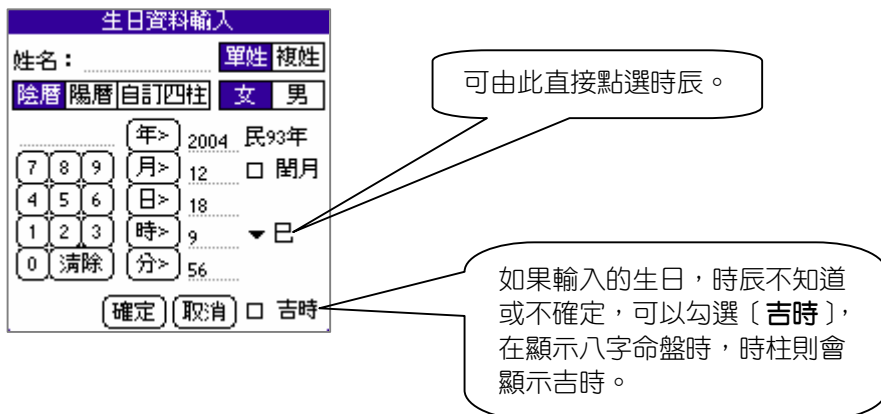 生日資料輸入
姓名：
單姓 複姓
陰曆 陽曆 自訂四柱 女 男
年> 2004 民93年
7 8 9 月> 12 閏月
4 5 6 日> 18
1 2 3 時> 9 巳
0 清除 分> 56
確定 取消 吉時
可由此直接點選時辰。
如果輸入的生日，時辰不知道
或不確定，可以勾選〔吉時〕，
在顯示八字命盤時，時柱則會
顯示吉時。